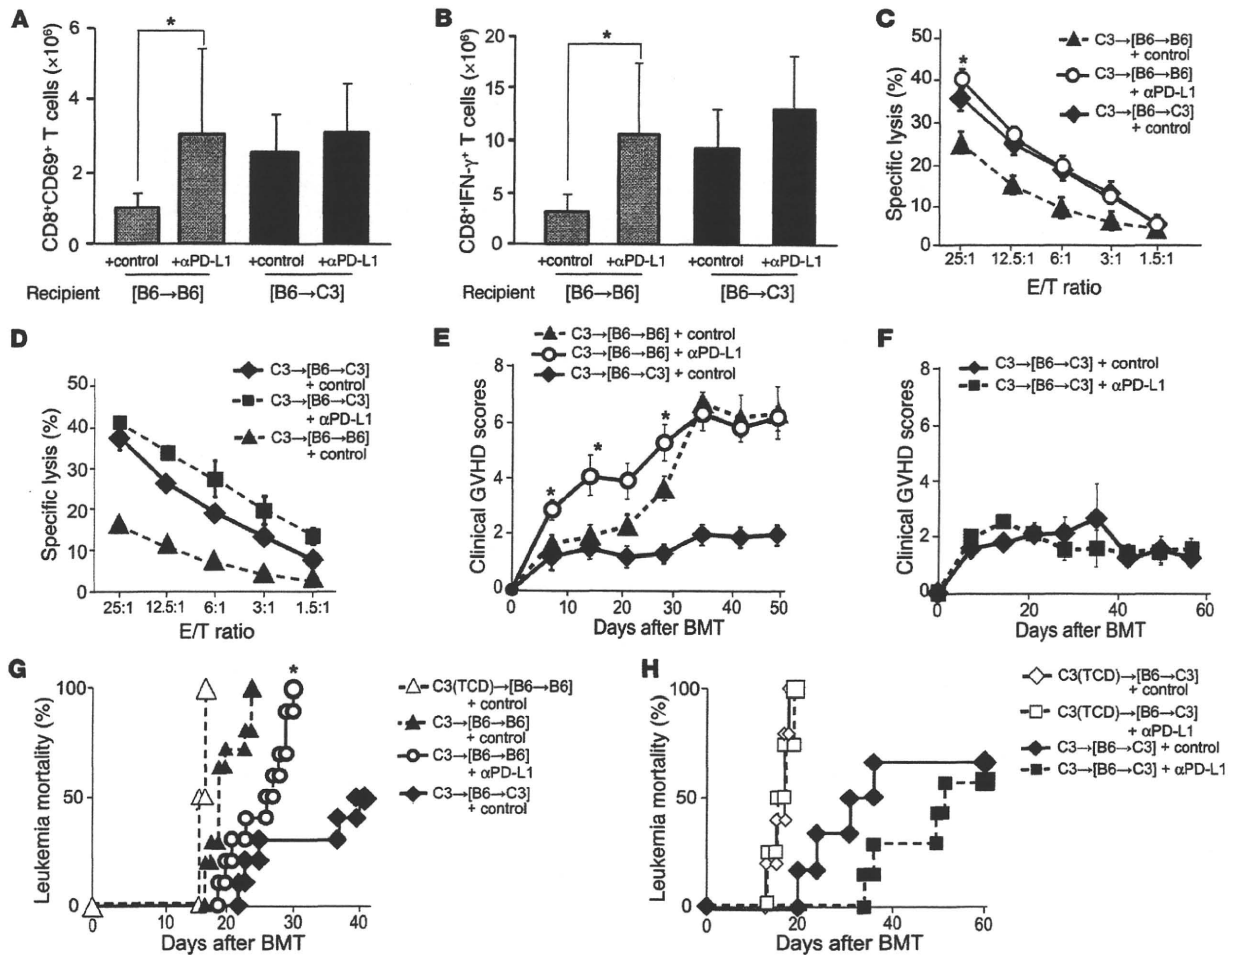 A
CD8⁺CD69⁺ T cells (×10⁶)
6
4
2
0
*
+control
+αPD-L1
+control
+αPD-L1
Recipient
[B6→B6]
[B6→C3]
B
CD8⁺IFN-γ⁺ T cells (×10⁶)
20
15
10
5
0
*
+control
+αPD-L1
+control
+αPD-L1
Recipient
[B6→B6]
[B6→C3]
C
Specific lysis (%)
50
40
30
20
10
0
*
C3→[B6→B6]
+ control
C3→[B6→B6]
+ αPD-L1
C3→[B6→C3]
+ control
25:1
12.5:1
6:1
3:1
1.5:1
E/T ratio
D
Specific lysis (%)
50
40
30
20
10
0
C3→[B6→C3]
+ control
C3→[B6→C3]
+ αPD-L1
C3→[B6→B6]
+ control
25:1
12.5:1
6:1
3:1
1.5:1
E/T ratio
E
C3→[B6→B6] + control
C3→[B6→B6] + αPD-L1
C3→[B6→C3] + control
Clinical GVHD scores
8
6
4
2
0
*
*
*
0
10
20
30
40
50
Days after BMT
F
C3→[B6→C3] + control
C3→[B6→C3] + αPD-L1
Clinical GVHD scores
8
6
4
2
0
0
20
40
60
Days after BMT
G
Leukemia mortality (%)
100
50
0
*
C3(TCD)→[B6→B6]
+ control
C3→[B6→B6]
+ control
C3→[B6→B6]
+ αPD-L1
C3→[B6→C3]
+ control
0
10
20
30
40
Days after BMT
H
Leukemia mortality (%)
100
50
0
C3(TCD)→[B6→C3]
+ control
C3(TCD)→[B6→C3]
+ αPD-L1
C3→[B6→C3] + control
C3→[B6→C3] + αPD-L1
0
20
40
60
Days after BMT